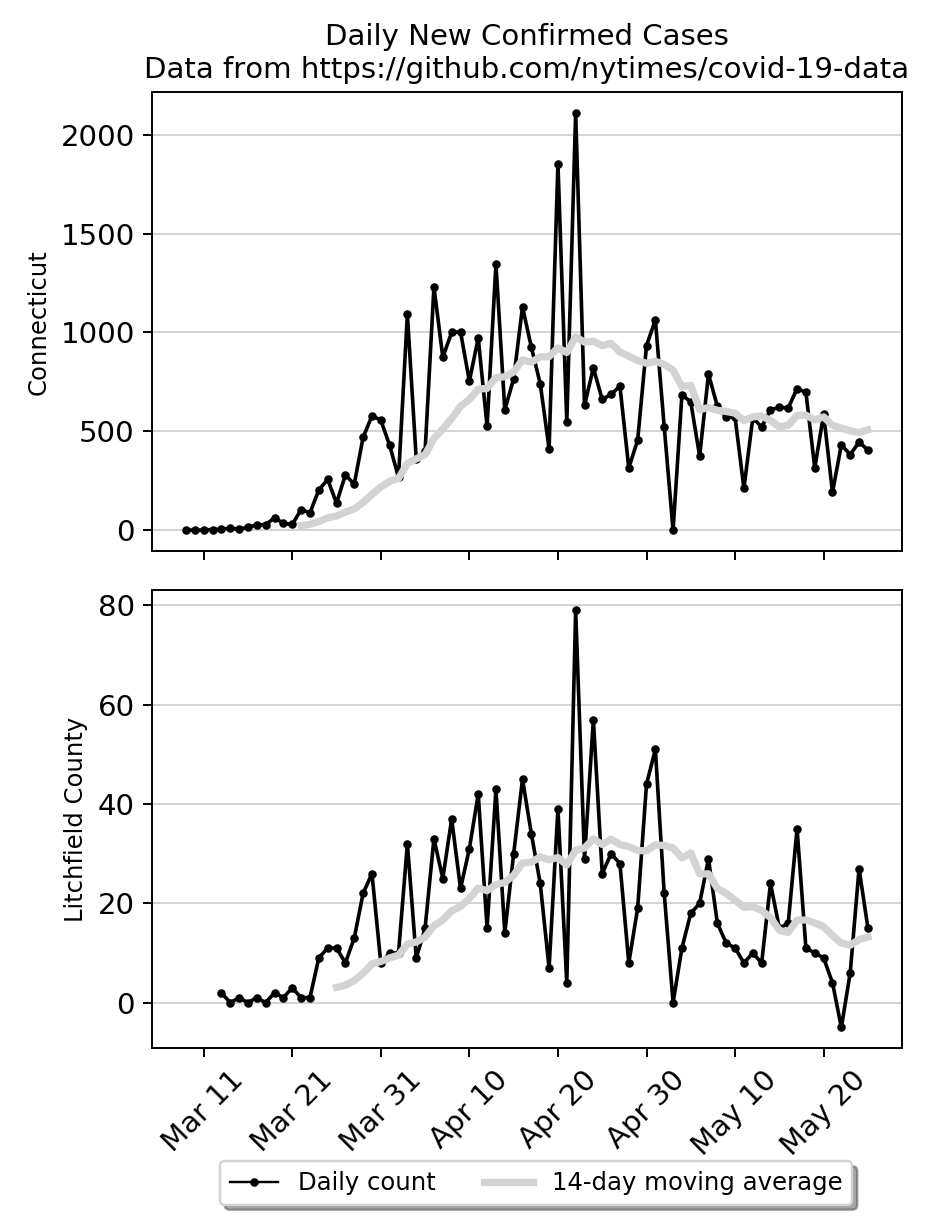 Daily New Confirmed Cases
Data from https://github.com/nytimes/covid-19-data
Connecticut
2000
1500
1000
500
0
Litchfield County
80
60
40
20
0
Mar 11
Mar 21
Mar 31
Apr 10
Apr 20
Apr 30
May 10
May 20
Daily count
14-day moving average